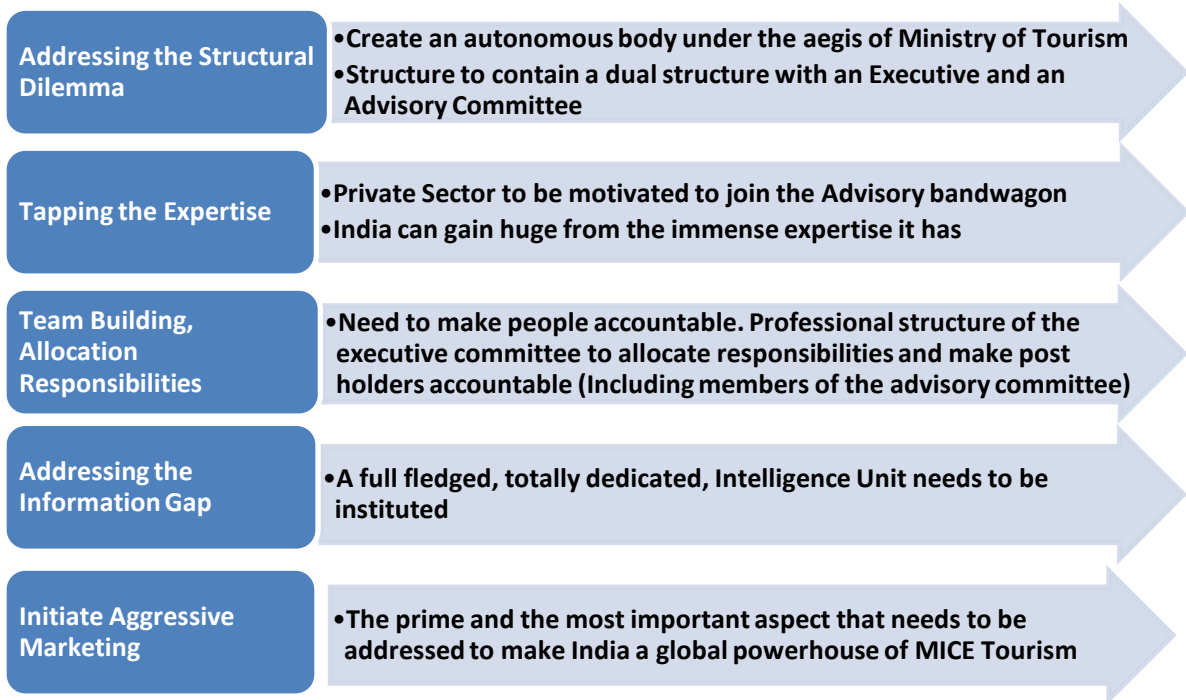 Addressing the Structural
Dilemma
•Create an autonomous body under the aegis of Ministry of Tourism
•Structure to contain a dual structure with an Executive and an
Advisory Committee
Tapping the Expertise
•Private Sector to be motivated to join the Advisory bandwagon
•India can gain huge from the immense expertise it has
Team Building,
Allocation
Responsibilities
•Need to make people accountable. Professional structure of the
executive committee to allocate responsibilities and make post
holders accountable (Including members of the advisory committee)
Addressing the
Information Gap
•A full fledged, totally dedicated, Intelligence Unit needs to be
instituted
Initiate Aggressive
Marketing
•The prime and the most important aspect that needs to be
addressed to make India a global powerhouse of MICE Tourism